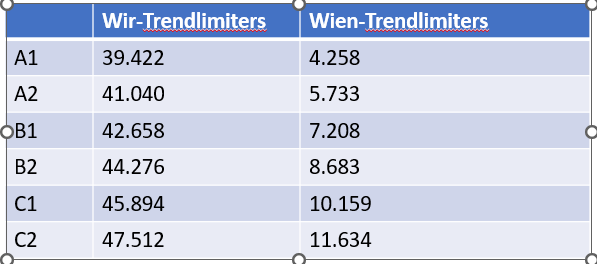 Wir-Trendlimiters Wien-Trendlimiters
A1 39.422 4.258
A2 41.040 5.733
B1 42.658 7.208
B2 44.276 8.683
C1 45.894 10.159
C2 47.512 11.634